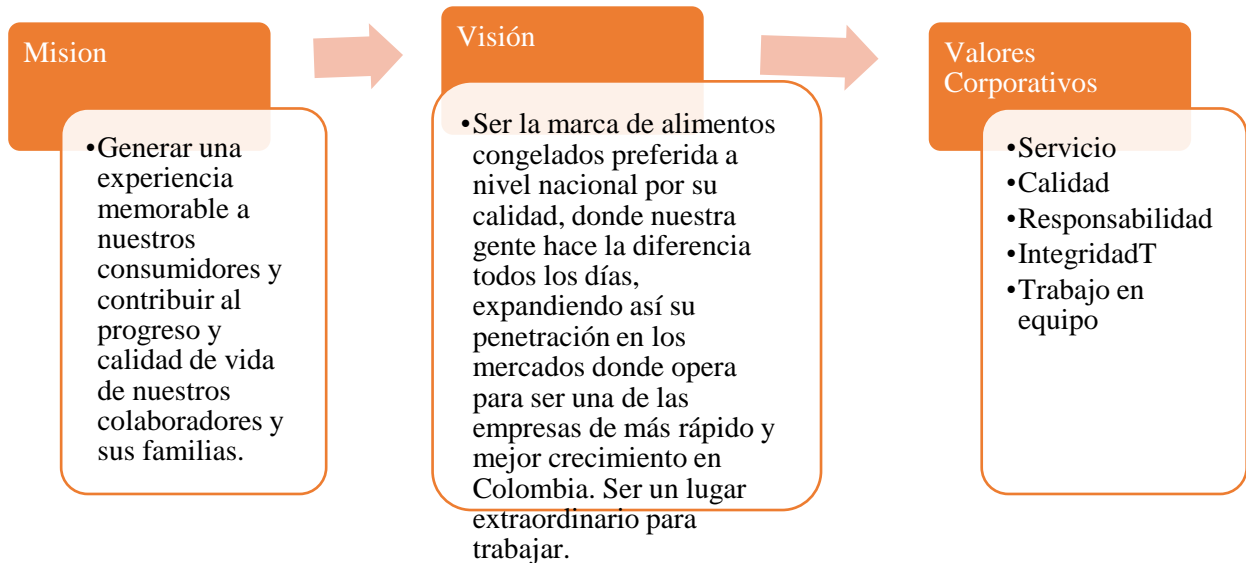 Mision
•Generar una
experiencia
memorable a
nuestros
consumidores y
contribuir al
progreso y
calidad de vida
de nuestros
colaboradores y
sus familias.
Visión
•Ser la marca de alimentos
congelados preferida a
nivel nacional por su
calidad, donde nuestra
gente hace la diferencia
todos los días,
expandiendo así su
penetración en los
mercados donde opera
para ser una de las
empresas de más rápido y
mejor crecimiento en
Colombia. Ser un lugar
extraordinario para
trabajar.
Valores
Corporativos
•Servicio
•Calidad
•Responsabilidad
•IntegridadT
•Trabajo en
equipo